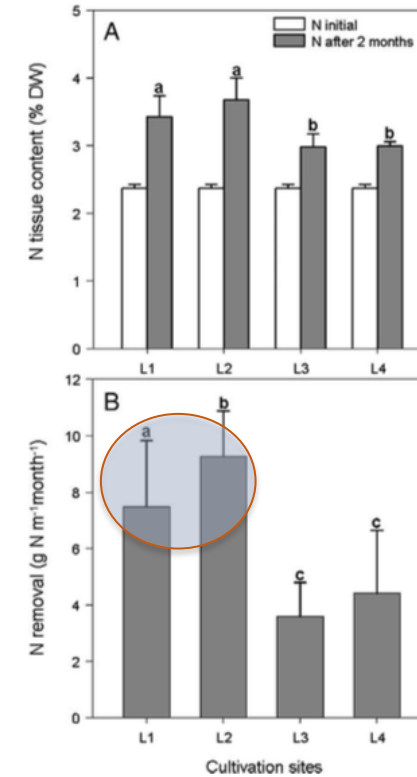 A
N initial
N after 2 months
N tissue content (% DW)
5
4
3
2
1
0
a
a
b
b
L1 L2 L3 L4
B
N removal (g N m⁻¹month⁻¹)
12
10
8
6
4
2
0
a
b
c
c
L1 L2 L3 L4
Cultivation sites